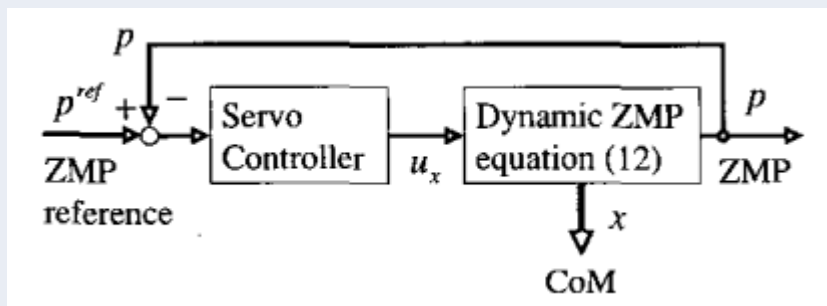 p
p^ref + −
Servo
Controller
Dynamic ZMP
equation (12)
p
ZMP
reference
u_x
ZMP
x
CoM